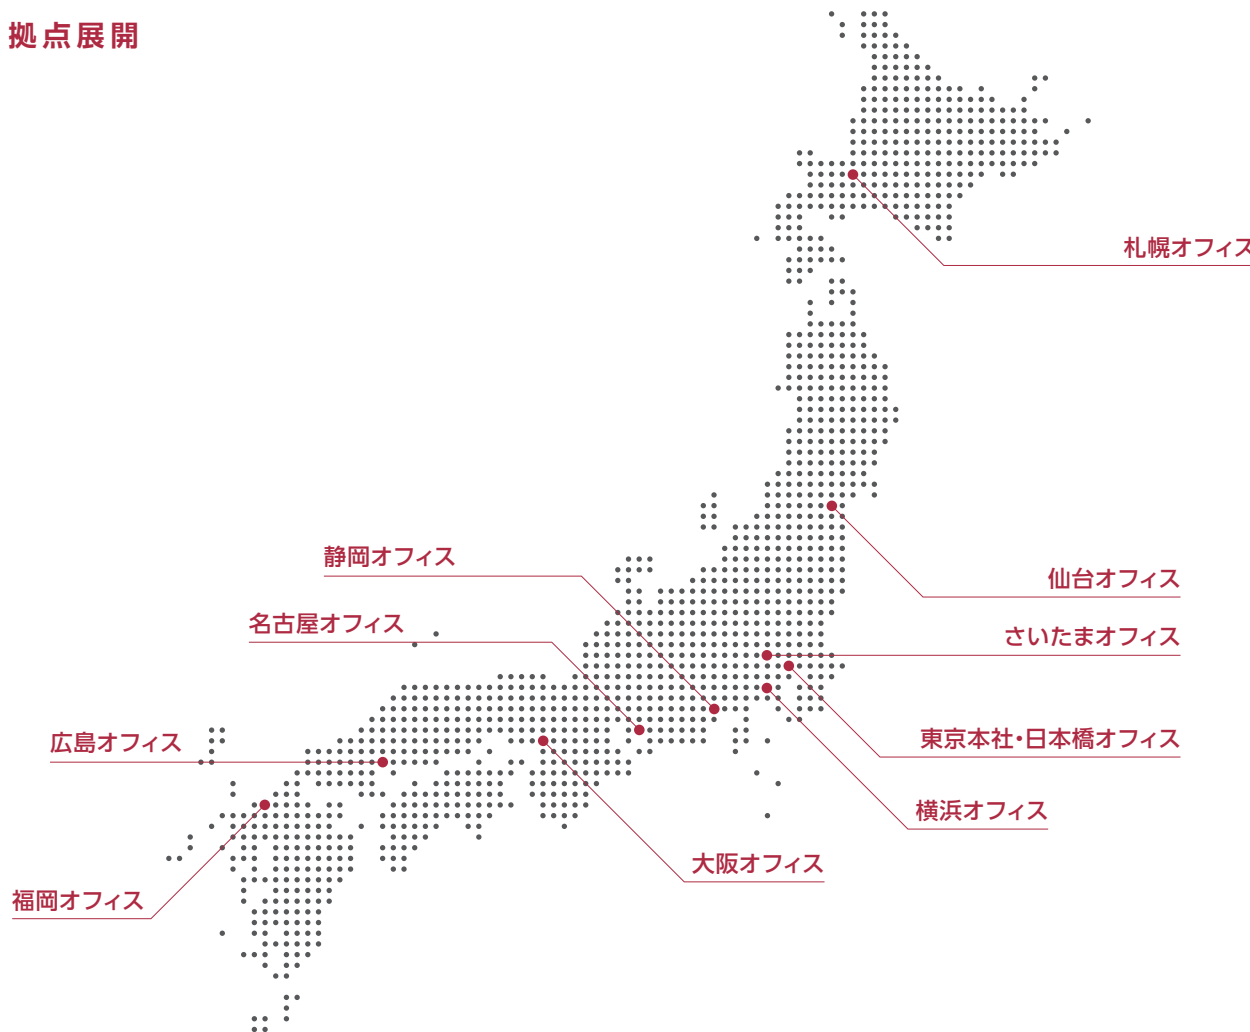 拠点展開
札幌オフィス
静岡オフィス
仙台オフィス
名古屋オフィス
さいたまオフィス
広島オフィス
東京本社・日本橋オフィス
横浜オフィス
大阪オフィス
福岡オフィス